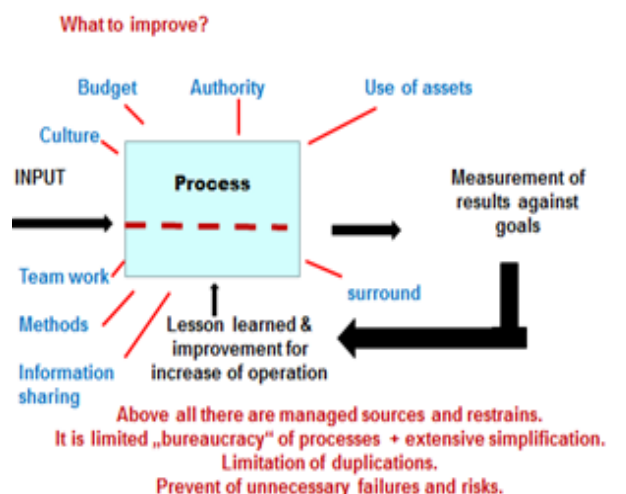 What to improve?
Budget
Authority
Use of assets
Culture
INPUT
Process
Measurement of
results against
goals
Team work
surround
Methods
Lesson learned &
improvement for
increase of operation
Information
sharing
Above all there are managed sources and restrains.
It is limited „bureaucracy“ of processes + extensive simplification.
Limitation of duplications.
Prevent of unnecessary failures and risks.